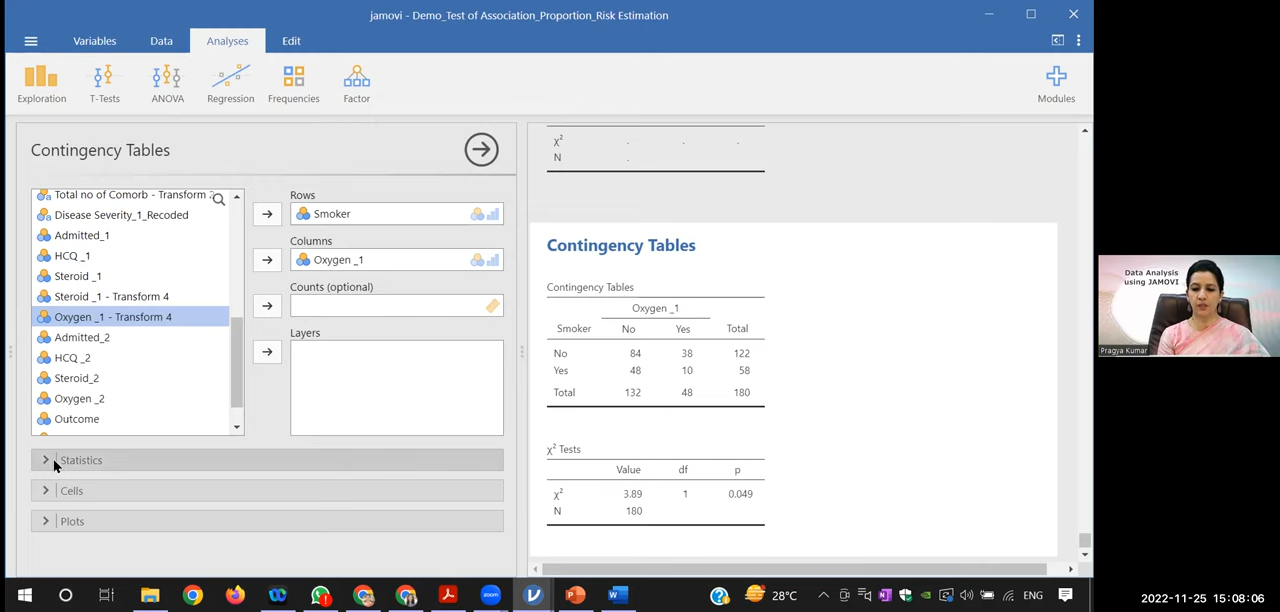 jamovi - Demo_Test of Association_Proportion_Risk Estimation
Variables Data Analyses Edit
Exploration T-Tests ANOVA Regression Frequencies Factor Modules
Contingency Tables
Total no of Comorb - Transform 2
Disease Severity_1_Recoded
Admitted_1
HCQ _1
Steroid _1
Steroid _1 - Transform 4
Oxygen _1 - Transform 4
Admitted_2
HCQ _2
Steroid_2
Oxygen _2
Outcome
Rows
Smoker
Columns
Oxygen _1
Counts (optional)
Layers
Statistics
Cells
Plots
χ² . . .
N .
Contingency Tables
Contingency Tables
Oxygen _1
Smoker No Yes Total
No 84 38 122
Yes 48 10 58
Total 132 48 180
χ² Tests
Value df p
χ² 3.89 1 0.049
N 180
Data Analysis
using JAMOVI
Pragya Kumar
28°C ENG
2022-11-25 15:08:06